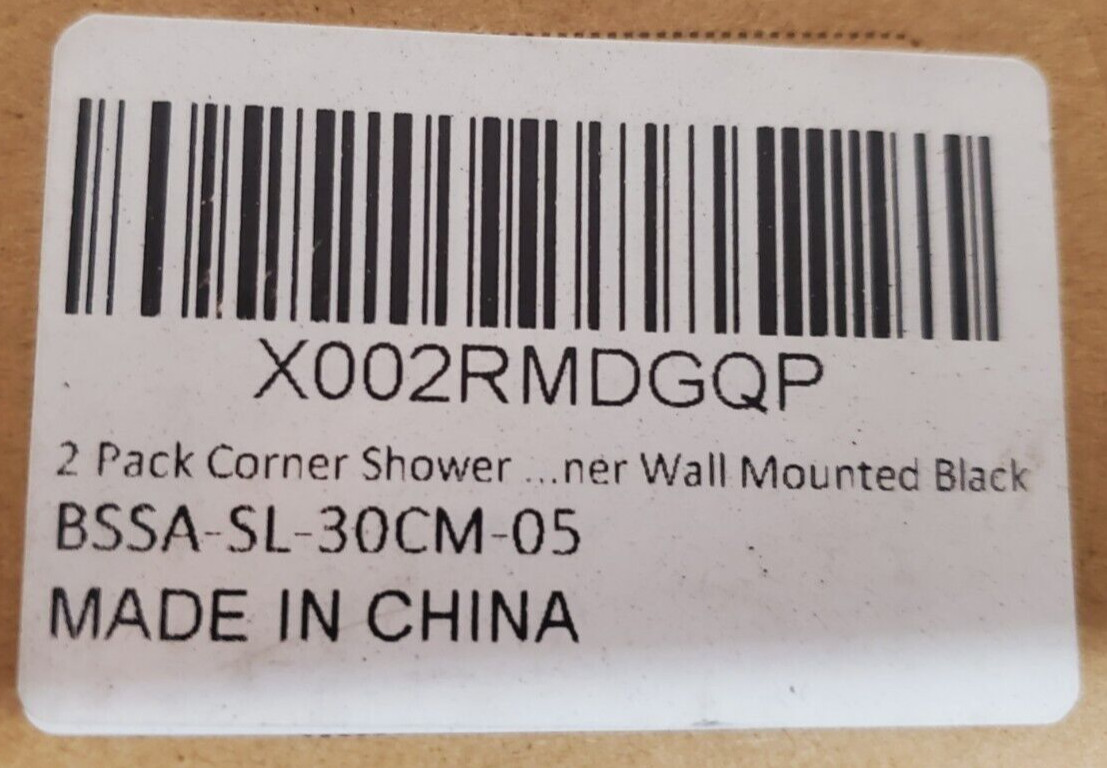 X002RMDGQP
2 Pack Corner Shower ...ner Wall Mounted Black
BSSA-SL-30CM-05
MADE IN CHINA